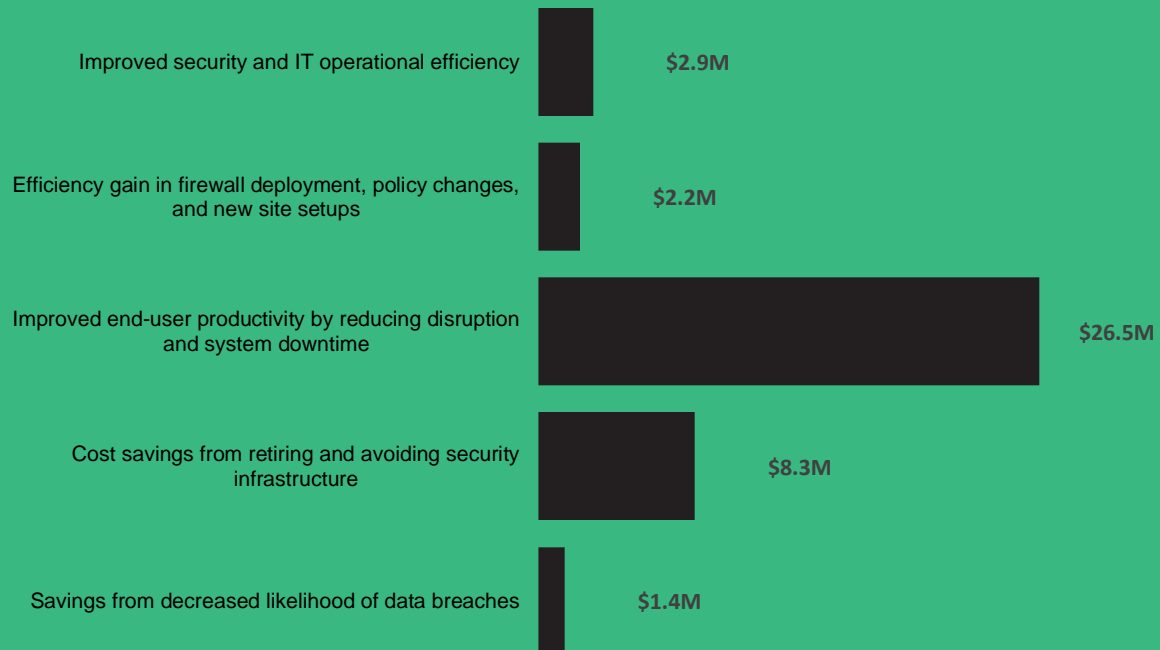 Improved security and IT operational efficiency
$2.9M
Efficiency gain in firewall deployment, policy changes,
and new site setups
$2.2M
Improved end-user productivity by reducing disruption
and system downtime
$26.5M
Cost savings from retiring and avoiding security
infrastructure
$8.3M
Savings from decreased likelihood of data breaches
$1.4M